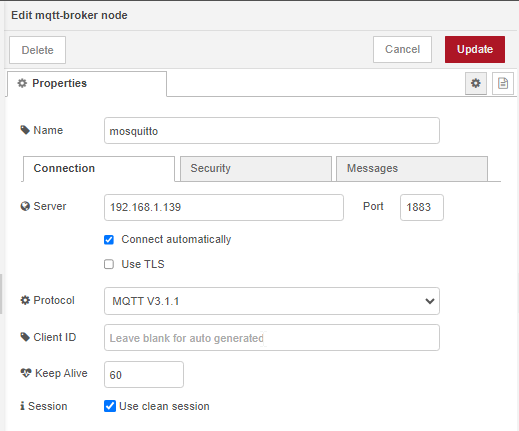 Edit mqtt-broker node
Delete Cancel Update
Properties
Name mosquitto
Connection Security Messages
Server 192.168.1.139 Port 1883
Connect automatically
Use TLS
Protocol MQTT V3.1.1
Client ID Leave blank for auto generated
Keep Alive 60
Session Use clean session